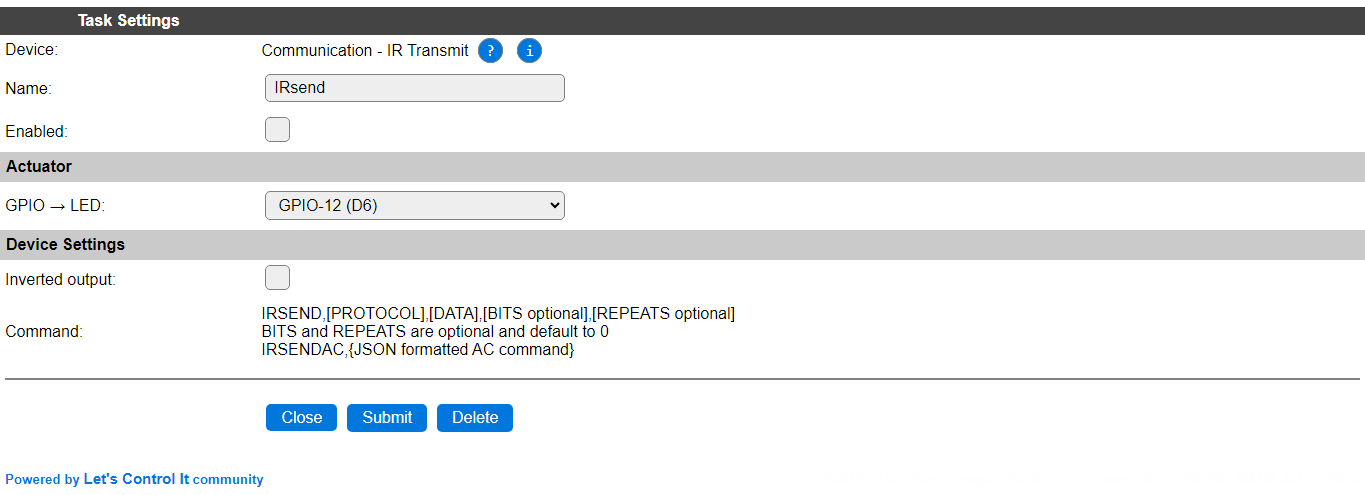 Task Settings
Device: Communication - IR Transmit ? i
Name: IRsend
Enabled:
Actuator
GPIO → LED: GPIO-12 (D6)
Device Settings
Inverted output:
IRSEND,[PROTOCOL],[DATA],[BITS optional],[REPEATS optional]
Command: BITS and REPEATS are optional and default to 0
IRSENDAC,{JSON formatted AC command}
Close Submit Delete
Powered by Let's Control It community